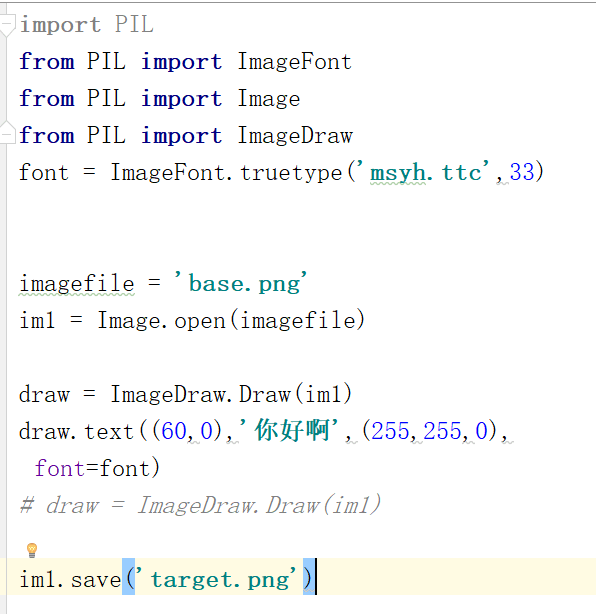 import PIL
from PIL import ImageFont
from PIL import Image
from PIL import ImageDraw
font = ImageFont.truetype('msyh.ttc',33)
imagefile = 'base.png'
im1 = Image.open(imagefile)
draw = ImageDraw.Draw(im1)
draw.text((60,0),'你好啊',(255,255,0),
font=font)
# draw = ImageDraw.Draw(im1)
im1.save('target.png')